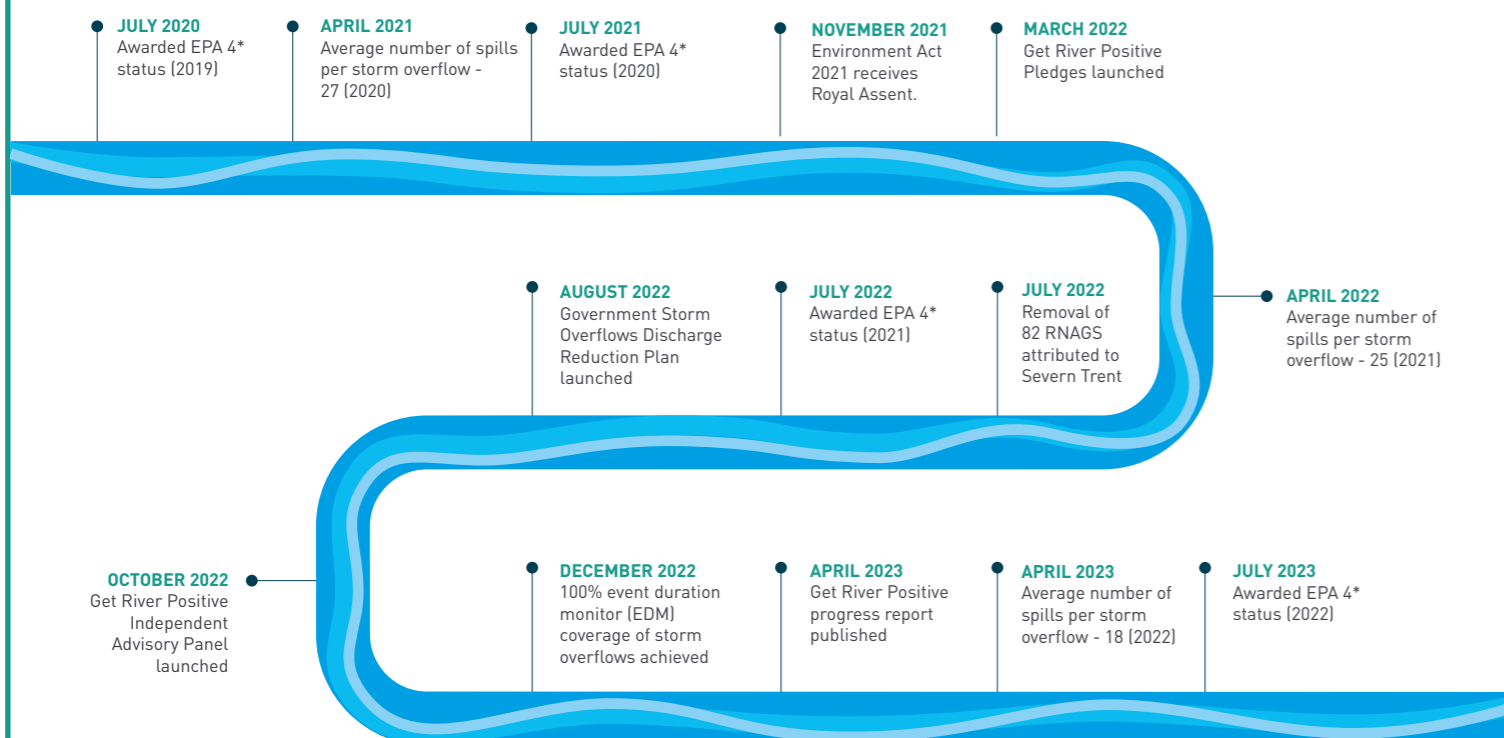 JULY 2020
Awarded EPA 4*
status (2019)
APRIL 2021
Average number of spills
per storm overflow -
27 (2020)
JULY 2021
Awarded EPA 4*
status (2020)
NOVEMBER 2021
Environment Act
2021 receives
Royal Assent.
MARCH 2022
Get River Positive
Pledges launched
APRIL 2022
Average number of
spills per storm
overflow - 25 (2021)
JULY 2022
Removal of
82 RNAGS
attributed to
Severn Trent
JULY 2022
Awarded EPA 4*
status (2021)
AUGUST 2022
Government Storm
Overflows Discharge
Reduction Plan
launched
OCTOBER 2022
Get River Positive
Independent
Advisory Panel
launched
DECEMBER 2022
100% event duration
monitor (EDM)
coverage of storm
overflows achieved
APRIL 2023
Get River Positive
progress report
published
APRIL 2023
Average number of
spills per storm
overflow - 18 (2022)
JULY 2023
Awarded EPA 4*
status (2022)